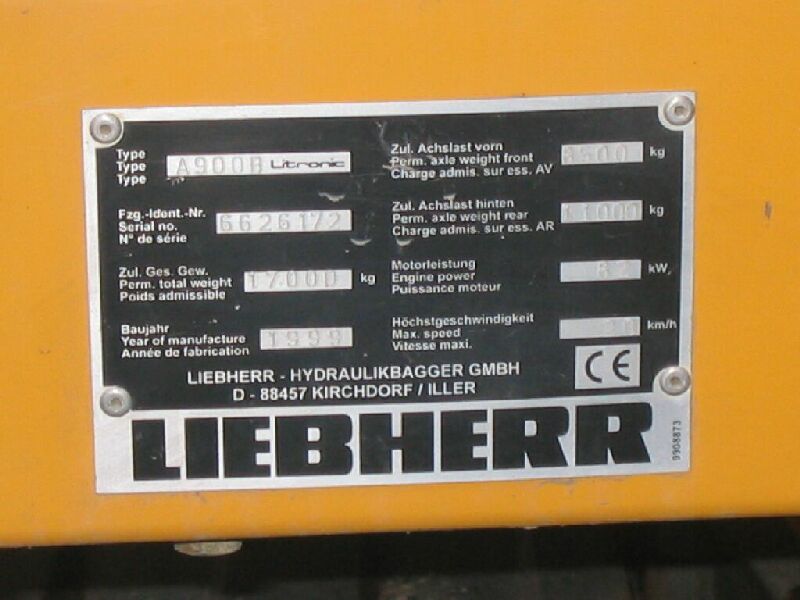 Type
Type A900B Litronic
Type
Fzg.-Ident.-Nr.
Serial no. 6626172
N° de série
Zul. Ges. Gew.
Perm. total weight 17000 kg
Poids admissible
Baujahr
Year of manufacture 1999
Année de fabrication
Zul. Achslast vorn
Perm. axle weight front kg
Charge admis. sur ess. AV
Zul. Achslast hinten
Perm. axle weight rear kg
Charge admis. sur ess. AR
Motorleistung
Engine power kW
Puissance moteur
Höchstgeschwindigkeit
Max. speed km/h
Vitesse maxi.
LIEBHERR - HYDRAULIKBAGGER GMBH
D - 88457 KIRCHDORF / ILLER
CE
LIEBHERR
9908873